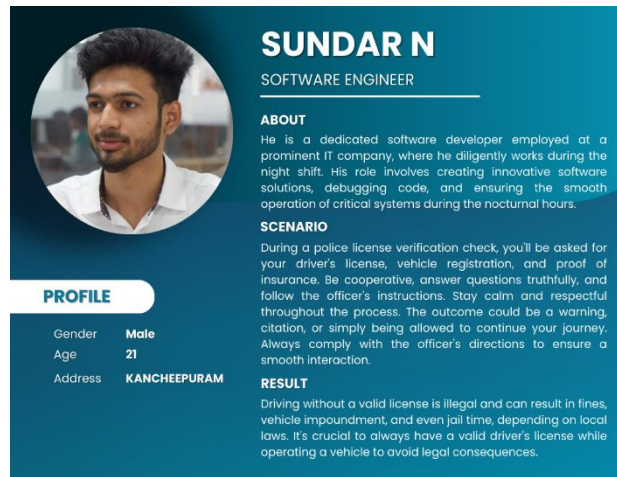 SUNDAR N
SOFTWARE ENGINEER
ABOUT
He is a dedicated software developer employed at a
prominent IT company, where he diligently works during the
night shift. His role involves creating innovative software
solutions, debugging code, and ensuring the smooth
operation of critical systems during the nocturnal hours.
SCENARIO
During a police license verification check, you'll be asked for
your driver's license, vehicle registration, and proof of
insurance. Be cooperative, answer questions truthfully, and
follow the officer's instructions. Stay calm and respectful
throughout the process. The outcome could be a warning,
citation, or simply being allowed to continue your journey.
Always comply with the officer's directions to ensure a
smooth interaction.
RESULT
Driving without a valid license is illegal and can result in fines,
vehicle impoundment, and even jail time, depending on local
laws. It's crucial to always have a valid driver's license while
operating a vehicle to avoid legal consequences.
PROFILE
Gender Male
Age 21
Address KANCHEEPURAM